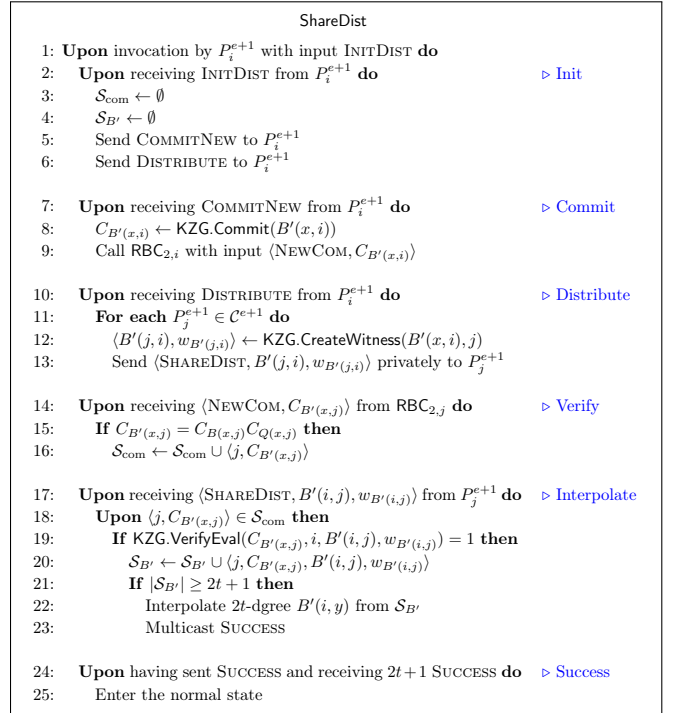 ShareDist
1: Upon invocation by P_i^{e+1} with input INITDIST do
2: Upon receiving INITDIST from P_i^{e+1} do ▷ Init
3: S_com ← ∅
4: S_{B′} ← ∅
5: Send COMMITNEW to P_i^{e+1}
6: Send DISTRIBUTE to P_i^{e+1}
7: Upon receiving COMMITNEW from P_i^{e+1} do ▷ Commit
8: C_{B′(x,i)} ← KZG.Commit(B′(x, i))
9: Call RBC_{2,i} with input ⟨NEWCOM, C_{B′(x,i)}⟩
10: Upon receiving DISTRIBUTE from P_i^{e+1} do ▷ Distribute
11: For each P_j^{e+1} ∈ C^{e+1} do
12: ⟨B′(j, i), w_{B′(j,i)}⟩ ← KZG.CreateWitness(B′(x, i), j)
13: Send ⟨SHAREDIST, B′(j, i), w_{B′(j,i)}⟩ privately to P_j^{e+1}
14: Upon receiving ⟨NEWCOM, C_{B′(x,j)}⟩ from RBC_{2,j} do ▷ Verify
15: If C_{B′(x,j)} = C_{B(x,j)}C_{Q(x,j)} then
16: S_com ← S_com ∪ ⟨j, C_{B′(x,j)}⟩
17: Upon receiving ⟨SHAREDIST, B′(i, j), w_{B′(i,j)}⟩ from P_j^{e+1} do ▷ Interpolate
18: Upon ⟨j, C_{B′(x,j)}⟩ ∈ S_com then
19: If KZG.VerifyEval(C_{B′(x,j)}, i, B′(i, j), w_{B′(i,j)}) = 1 then
20: S_{B′} ← S_{B′} ∪ ⟨j, C_{B′(x,j)}, B′(i, j), w_{B′(i,j)}⟩
21: If |S_{B′}| ≥ 2t + 1 then
22: Interpolate 2t-dgree B′(i, y) from S_{B′}
23: Multicast SUCCESS
24: Upon having sent SUCCESS and receiving 2t+1 SUCCESS do ▷ Success
25: Enter the normal state